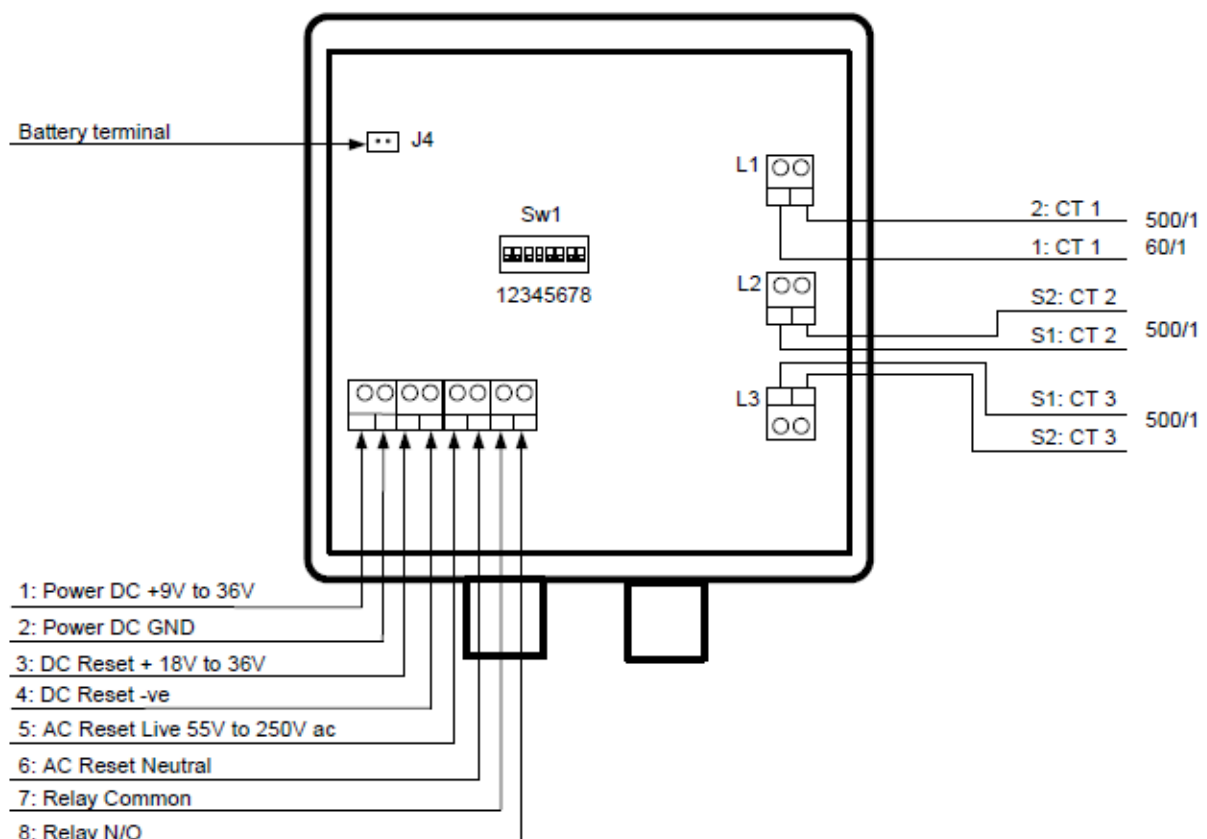 Battery terminal
J4
L1
Sw1
2: CT 1
500/1
1: CT 1
60/1
12345678
L2
S2: CT 2
S1: CT 2
500/1
L3
S1: CT 3
500/1
S2: CT 3
1: Power DC +9V to 36V
2: Power DC GND
3: DC Reset + 18V to 36V
4: DC Reset -ve
5: AC Reset Live 55V to 250V ac
6: AC Reset Neutral
7: Relay Common
8: Relay N/O